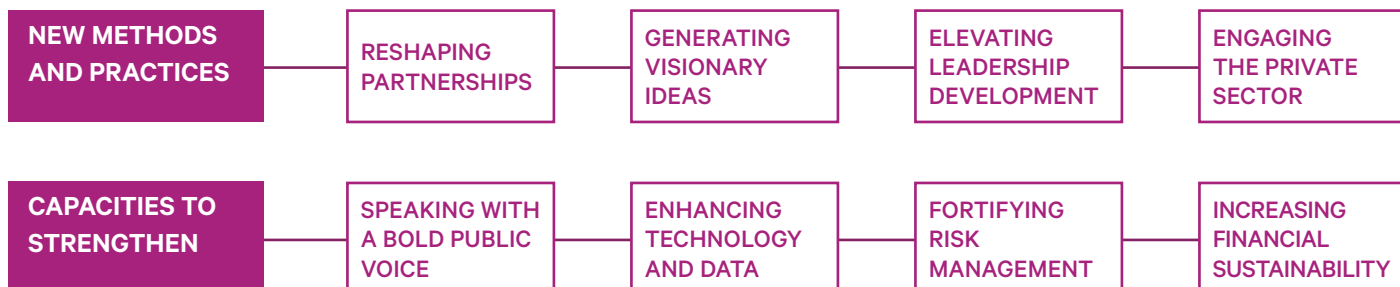 NEW METHODS
AND PRACTICES
RESHAPING
PARTNERSHIPS
GENERATING
VISIONARY
IDEAS
ELEVATING
LEADERSHIP
DEVELOPMENT
ENGAGING
THE PRIVATE
SECTOR
CAPACITIES TO
STRENGTHEN
SPEAKING WITH
A BOLD PUBLIC
VOICE
ENHANCING
TECHNOLOGY
AND DATA
FORTIFYING
RISK
MANAGEMENT
INCREASING
FINANCIAL
SUSTAINABILITY